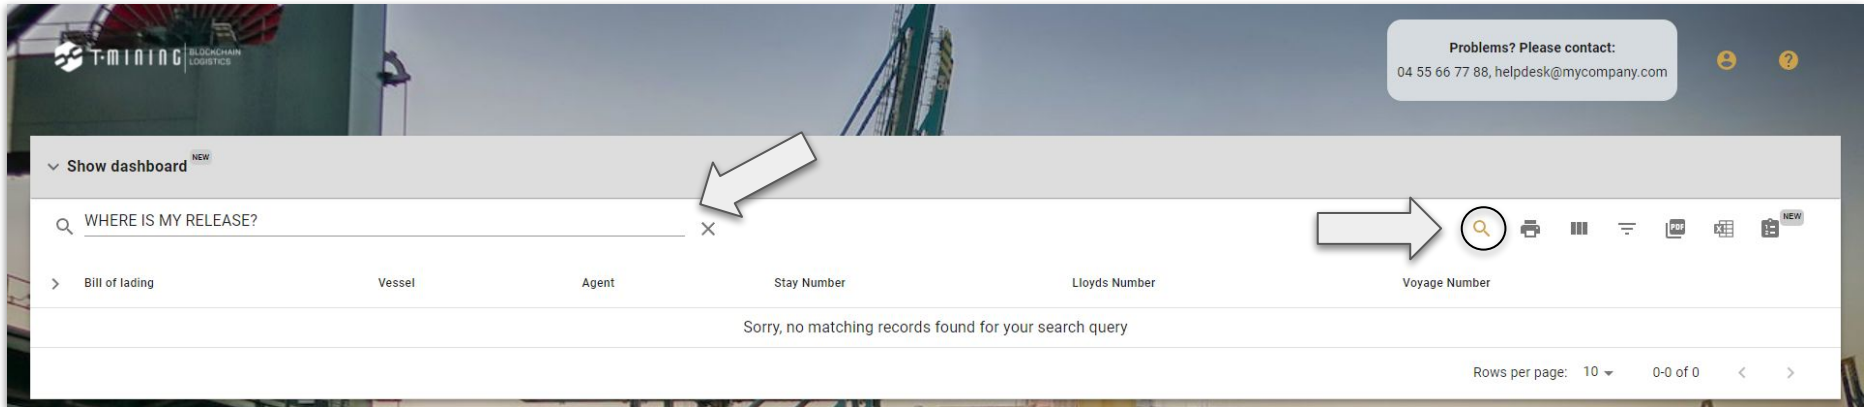 T-MINING BLOCKCHAIN
LOGISTICS
Problems? Please contact:
04 55 66 77 88, helpdesk@mycompany.com
?
Show dashboard NEW
WHERE IS MY RELEASE?
PDF
X
NEW
Bill of lading Vessel Agent Stay Number Lloyds Number Voyage Number
Sorry, no matching records found for your search query
Rows per page: 10 0-0 of 0